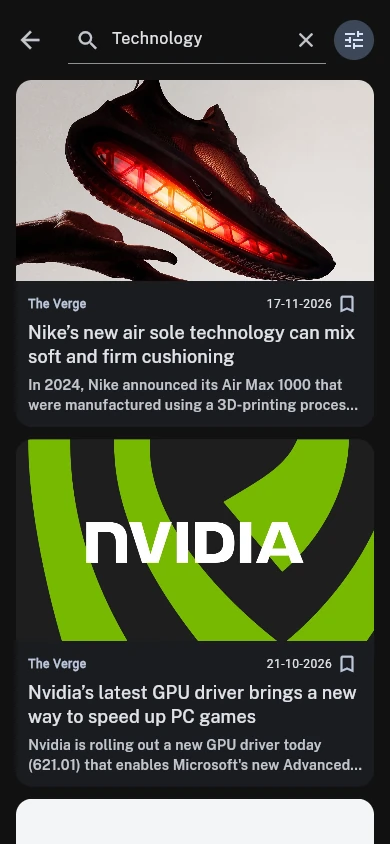 Technology
The Verge
17-11-2026
Nike’s new air sole technology can mix
soft and firm cushioning
In 2024, Nike announced its Air Max 1000 that
were manufactured using a 3D-printing proces...
NVIDIA
The Verge
21-10-2026
Nvidia’s latest GPU driver brings a new
way to speed up PC games
Nvidia is rolling out a new GPU driver today
(621.01) that enables Microsoft's new Advanced...